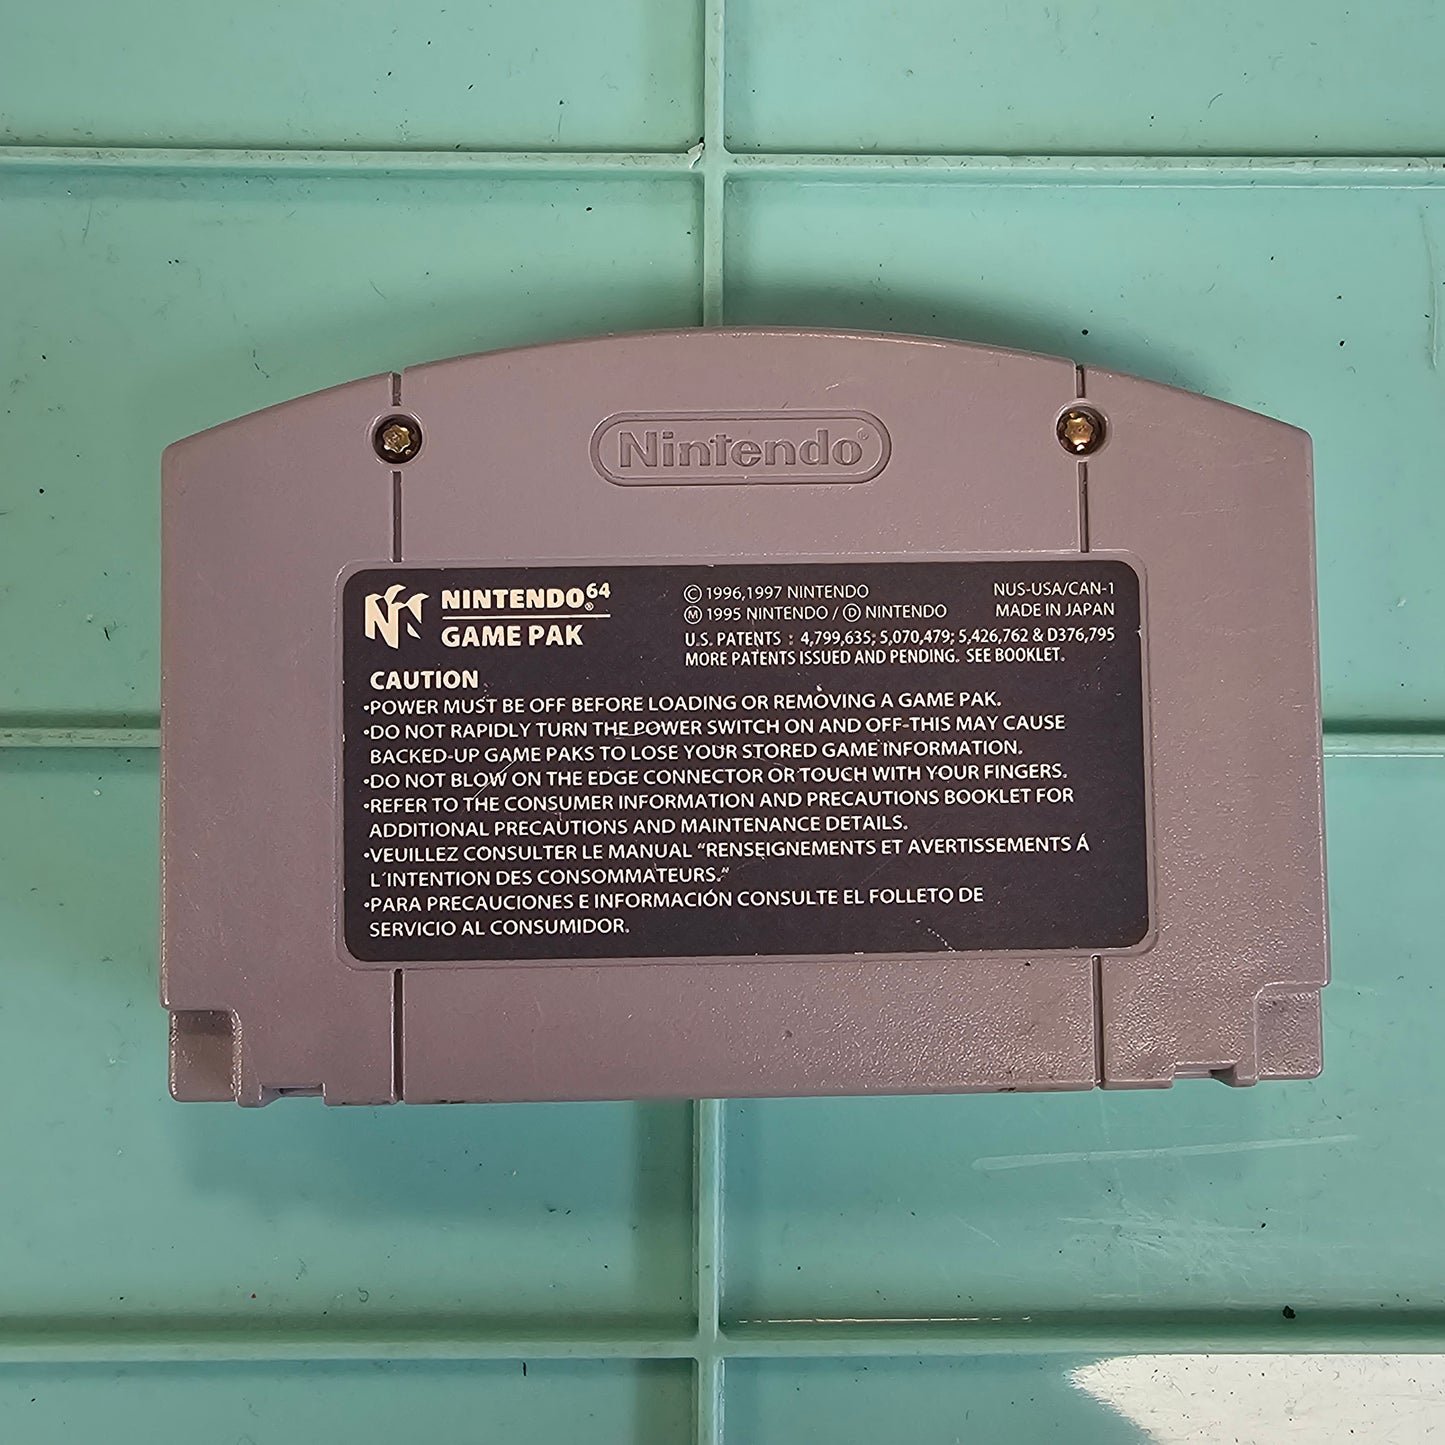 Nintendo®
NINTENDO64®
GAME PAK
© 1996,1997 NINTENDO
Ⓜ 1995 NINTENDO / Ⓓ NINTENDO
NUS-USA/CAN-1
MADE IN JAPAN
U.S. PATENTS : 4,799,635; 5,070,479; 5,426,762 & D376,795
MORE PATENTS ISSUED AND PENDING. SEE BOOKLET.
CAUTION
•POWER MUST BE OFF BEFORE LOADING OR REMOVING A GAME PAK.
•DO NOT RAPIDLY TURN THE POWER SWITCH ON AND OFF-THIS MAY CAUSE
BACKED-UP GAME PAKS TO LOSE YOUR STORED GAME INFORMATION.
•DO NOT BLOW ON THE EDGE CONNECTOR OR TOUCH WITH YOUR FINGERS.
•REFER TO THE CONSUMER INFORMATION AND PRECAUTIONS BOOKLET FOR
ADDITIONAL PRECAUTIONS AND MAINTENANCE DETAILS.
•VEUILLEZ CONSULTER LE MANUAL “RENSEIGNEMENTS ET AVERTISSEMENTS Á
L´INTENTION DES CONSOMMATEURS.”
•PARA PRECAUCIONES E INFORMACIÓN CONSULTE EL FOLLETO DE
SERVICIO AL CONSUMIDOR.